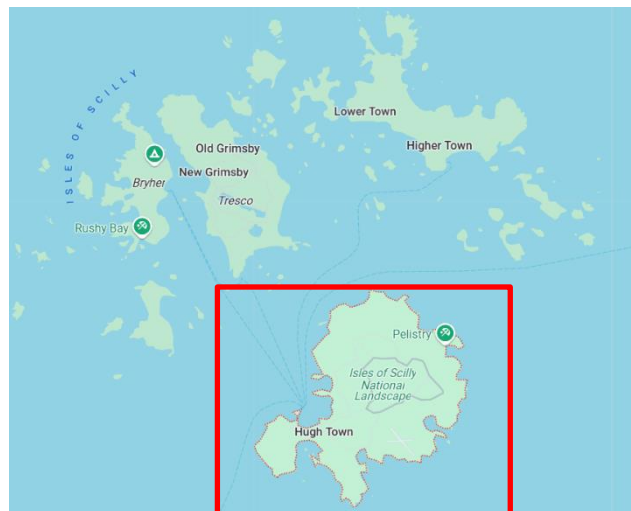 ISLES OF SCILLY
Lower Town
Old Grimsby
Higher Town
New Grimsby
Bryher
Tresco
Rushy Bay
Pelistry
Isles of Scilly
National
Landscape
Hugh Town